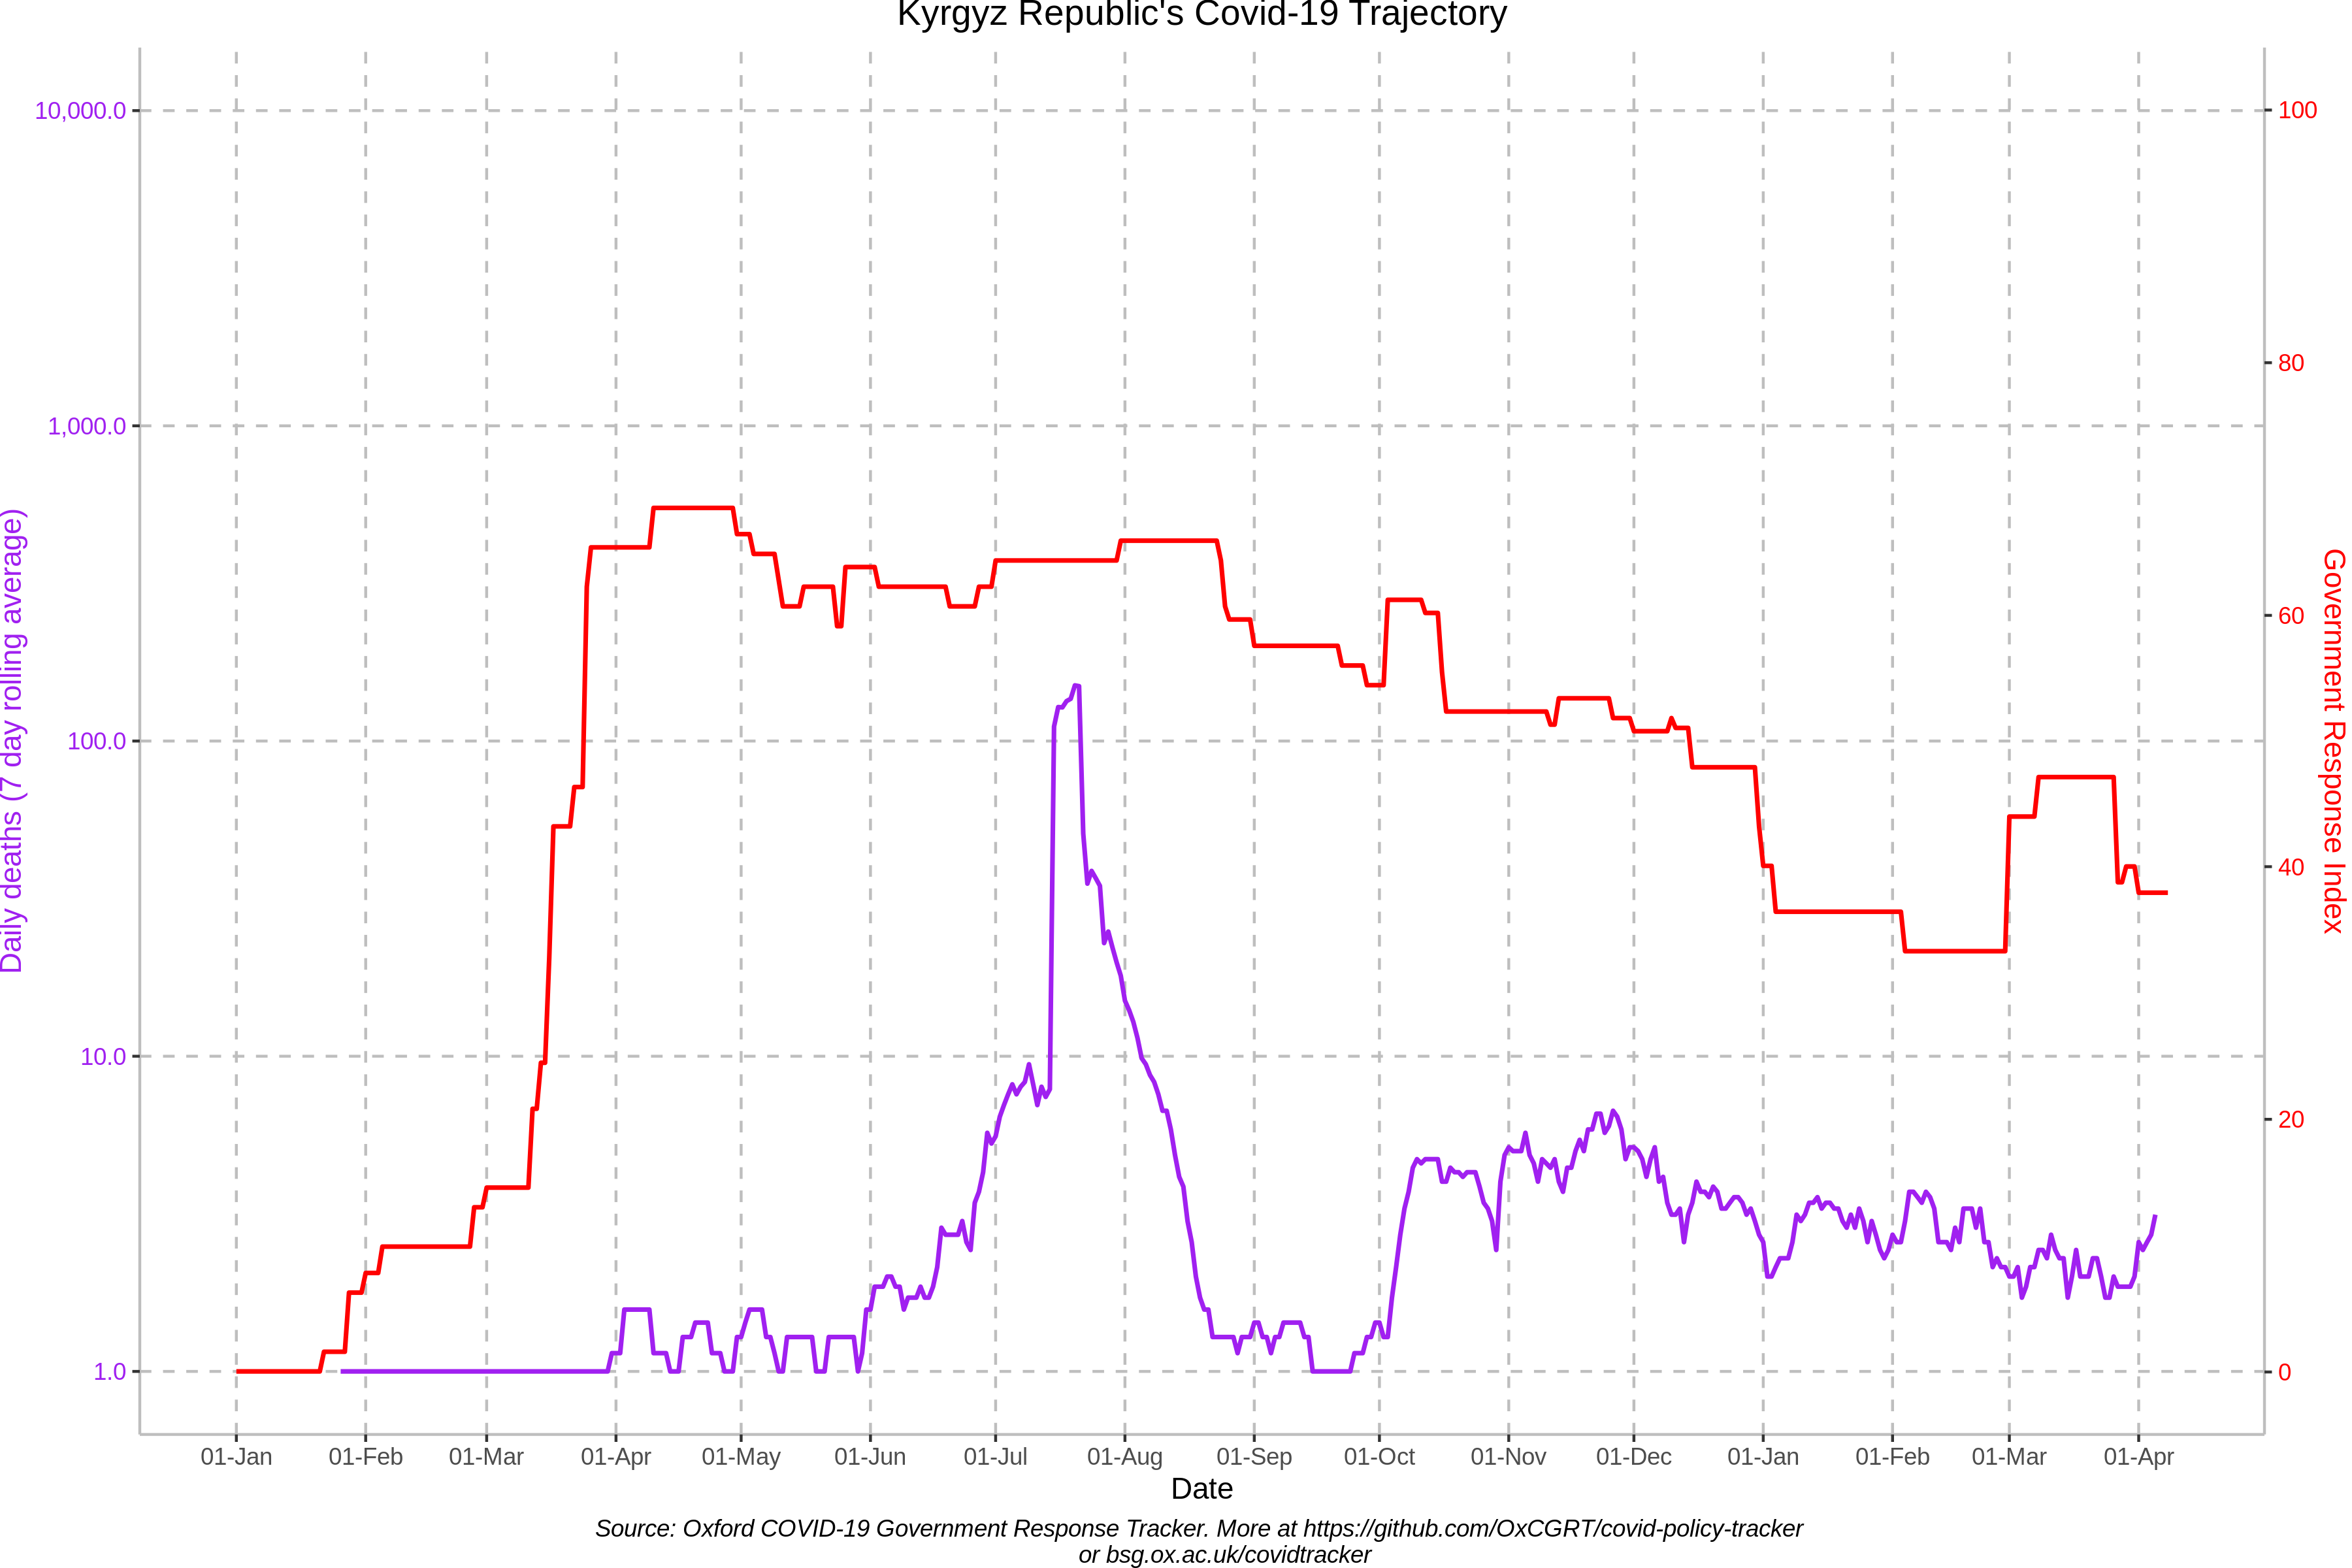 Kyrgyz Republic's Covid-19 Trajectory
10,000.0
1,000.0
100.0
10.0
1.0
Daily deaths (7 day rolling average)
100
80
60
40
20
0
Government Response Index
01-Jan 01-Feb 01-Mar 01-Apr 01-May 01-Jun 01-Jul 01-Aug 01-Sep 01-Oct 01-Nov 01-Dec 01-Jan 01-Feb 01-Mar 01-Apr
Date
Source: Oxford COVID-19 Government Response Tracker. More at https://github.com/OxCGRT/covid-policy-tracker
or bsg.ox.ac.uk/covidtracker